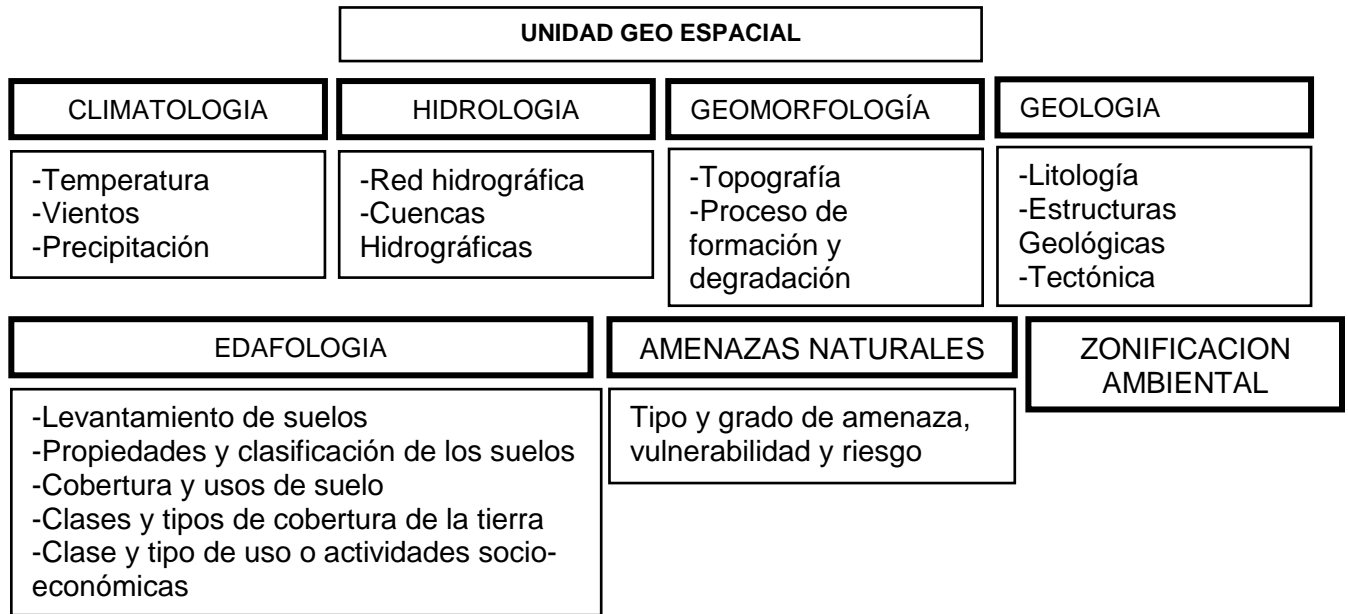 UNIDAD GEO ESPACIAL
CLIMATOLOGIA
HIDROLOGIA
GEOMORFOLOGÍA
GEOLOGIA
-Temperatura
-Vientos
-Precipitación
-Red hidrográfica
-Cuencas
Hidrográficas
-Topografía
-Proceso de
formación y
degradación
-Litología
-Estructuras
Geológicas
-Tectónica
EDAFOLOGIA
AMENAZAS NATURALES
ZONIFICACION
AMBIENTAL
-Levantamiento de suelos
-Propiedades y clasificación de los suelos
-Cobertura y usos de suelo
-Clases y tipos de cobertura de la tierra
-Clase y tipo de uso o actividades socio-
económicas
Tipo y grado de amenaza,
vulnerabilidad y riesgo